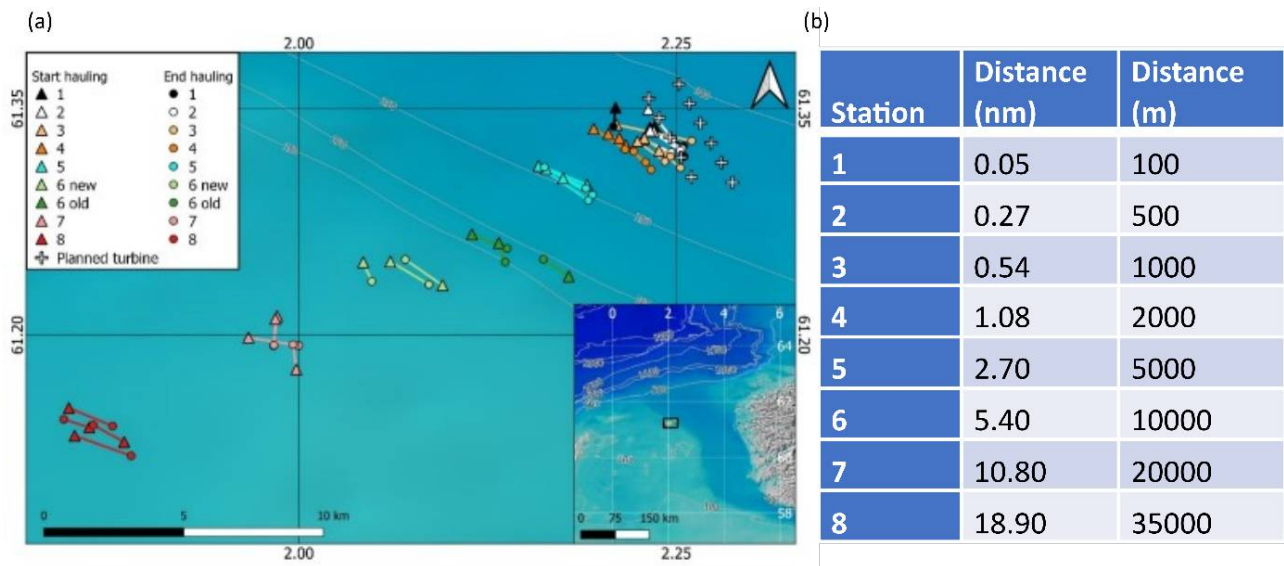 (a)
(b)
2.00 2.25
Start hauling End hauling
1 1
2 2
3 3
4 4
5 5
6 new 6 new
6 old 6 old
7 7
8 8
Planned turbine
61.35 61.35
61.20 61.20
0 5 10 km
2.00 2.25
0 2 4 6
64
62
60
58
0 75 150 km
Station Distance (nm) Distance (m)
1 0.05 100
2 0.27 500
3 0.54 1000
4 1.08 2000
5 2.70 5000
6 5.40 10000
7 10.80 20000
8 18.90 35000